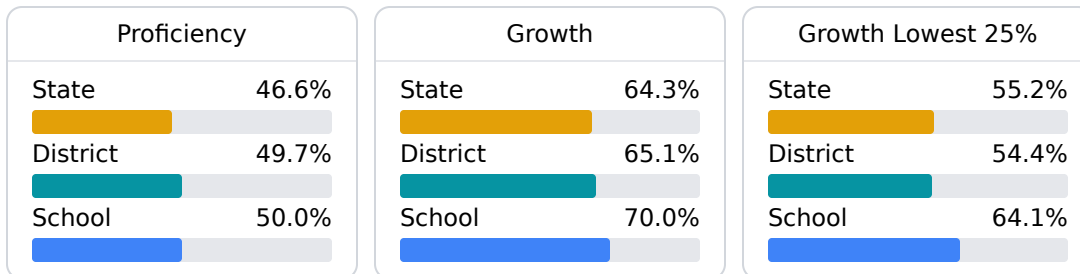 Proficiency
State 46.6%
District 49.7%
School 50.0%
Growth
State 64.3%
District 65.1%
School 70.0%
Growth Lowest 25%
State 55.2%
District 54.4%
School 64.1%